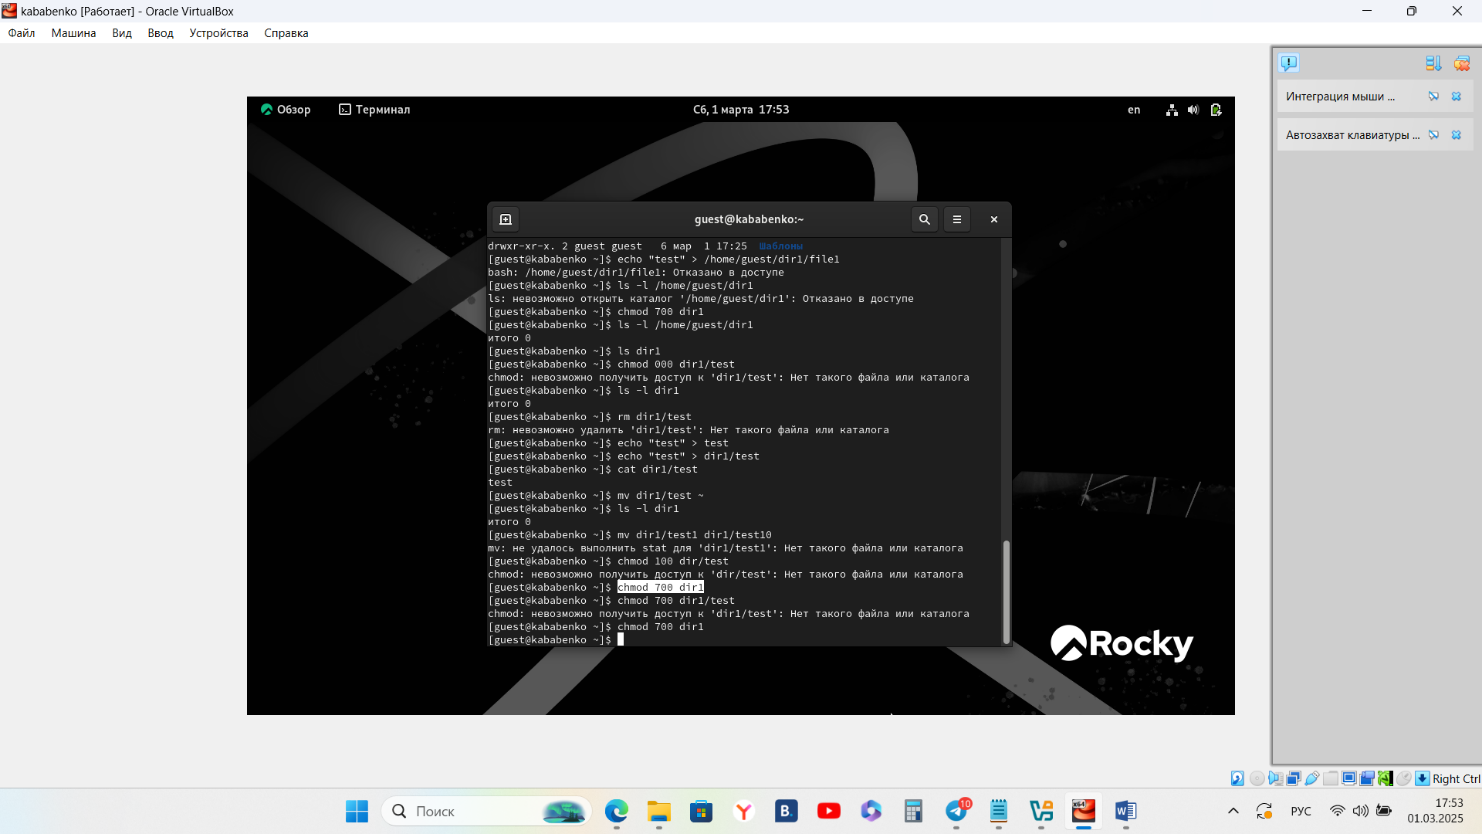 kababenko [Работает] - Oracle VirtualBox
Файл Машина Вид Ввод Устройства Справка
Интеграция мыши ...
Автозахват клавиатуры ...
Обзор Терминал Сб, 1 марта 17:53 en
guest@kababenko:~
drwxr-xr-x. 2 guest guest 6 мар 1 17:25 Шаблоны
[guest@kababenko ~]$ echo "test" > /home/guest/dir1/file1
bash: /home/guest/dir1/file1: Отказано в доступе
[guest@kababenko ~]$ ls -l /home/guest/dir1
ls: невозможно открыть каталог '/home/guest/dir1': Отказано в доступе
[guest@kababenko ~]$ chmod 700 dir1
[guest@kababenko ~]$ ls -l /home/guest/dir1
итого 0
[guest@kababenko ~]$ ls dir1
[guest@kababenko ~]$ chmod 000 dir1/test
chmod: невозможно получить доступ к 'dir1/test': Нет такого файла или каталога
[guest@kababenko ~]$ ls -l dir1
итого 0
[guest@kababenko ~]$ rm dir1/test
rm: невозможно удалить 'dir1/test': Нет такого файла или каталога
[guest@kababenko ~]$ echo "test" > test
[guest@kababenko ~]$ echo "test" > dir1/test
[guest@kababenko ~]$ cat dir1/test
test
[guest@kababenko ~]$ mv dir1/test ~
[guest@kababenko ~]$ ls -l dir1
итого 0
[guest@kababenko ~]$ mv dir1/test1 dir1/test10
mv: не удалось выполнить stat для 'dir1/test1': Нет такого файла или каталога
[guest@kababenko ~]$ chmod 100 dir/test
chmod: невозможно получить доступ к 'dir/test': Нет такого файла или каталога
[guest@kababenko ~]$ chmod 700 dir1
[guest@kababenko ~]$ chmod 700 dir1/test
chmod: невозможно получить доступ к 'dir1/test': Нет такого файла или каталога
[guest@kababenko ~]$ chmod 700 dir1
[guest@kababenko ~]$
Rocky
Right Ctrl
Поиск
B.
10
x64
РУС
17:53
01.03.2025